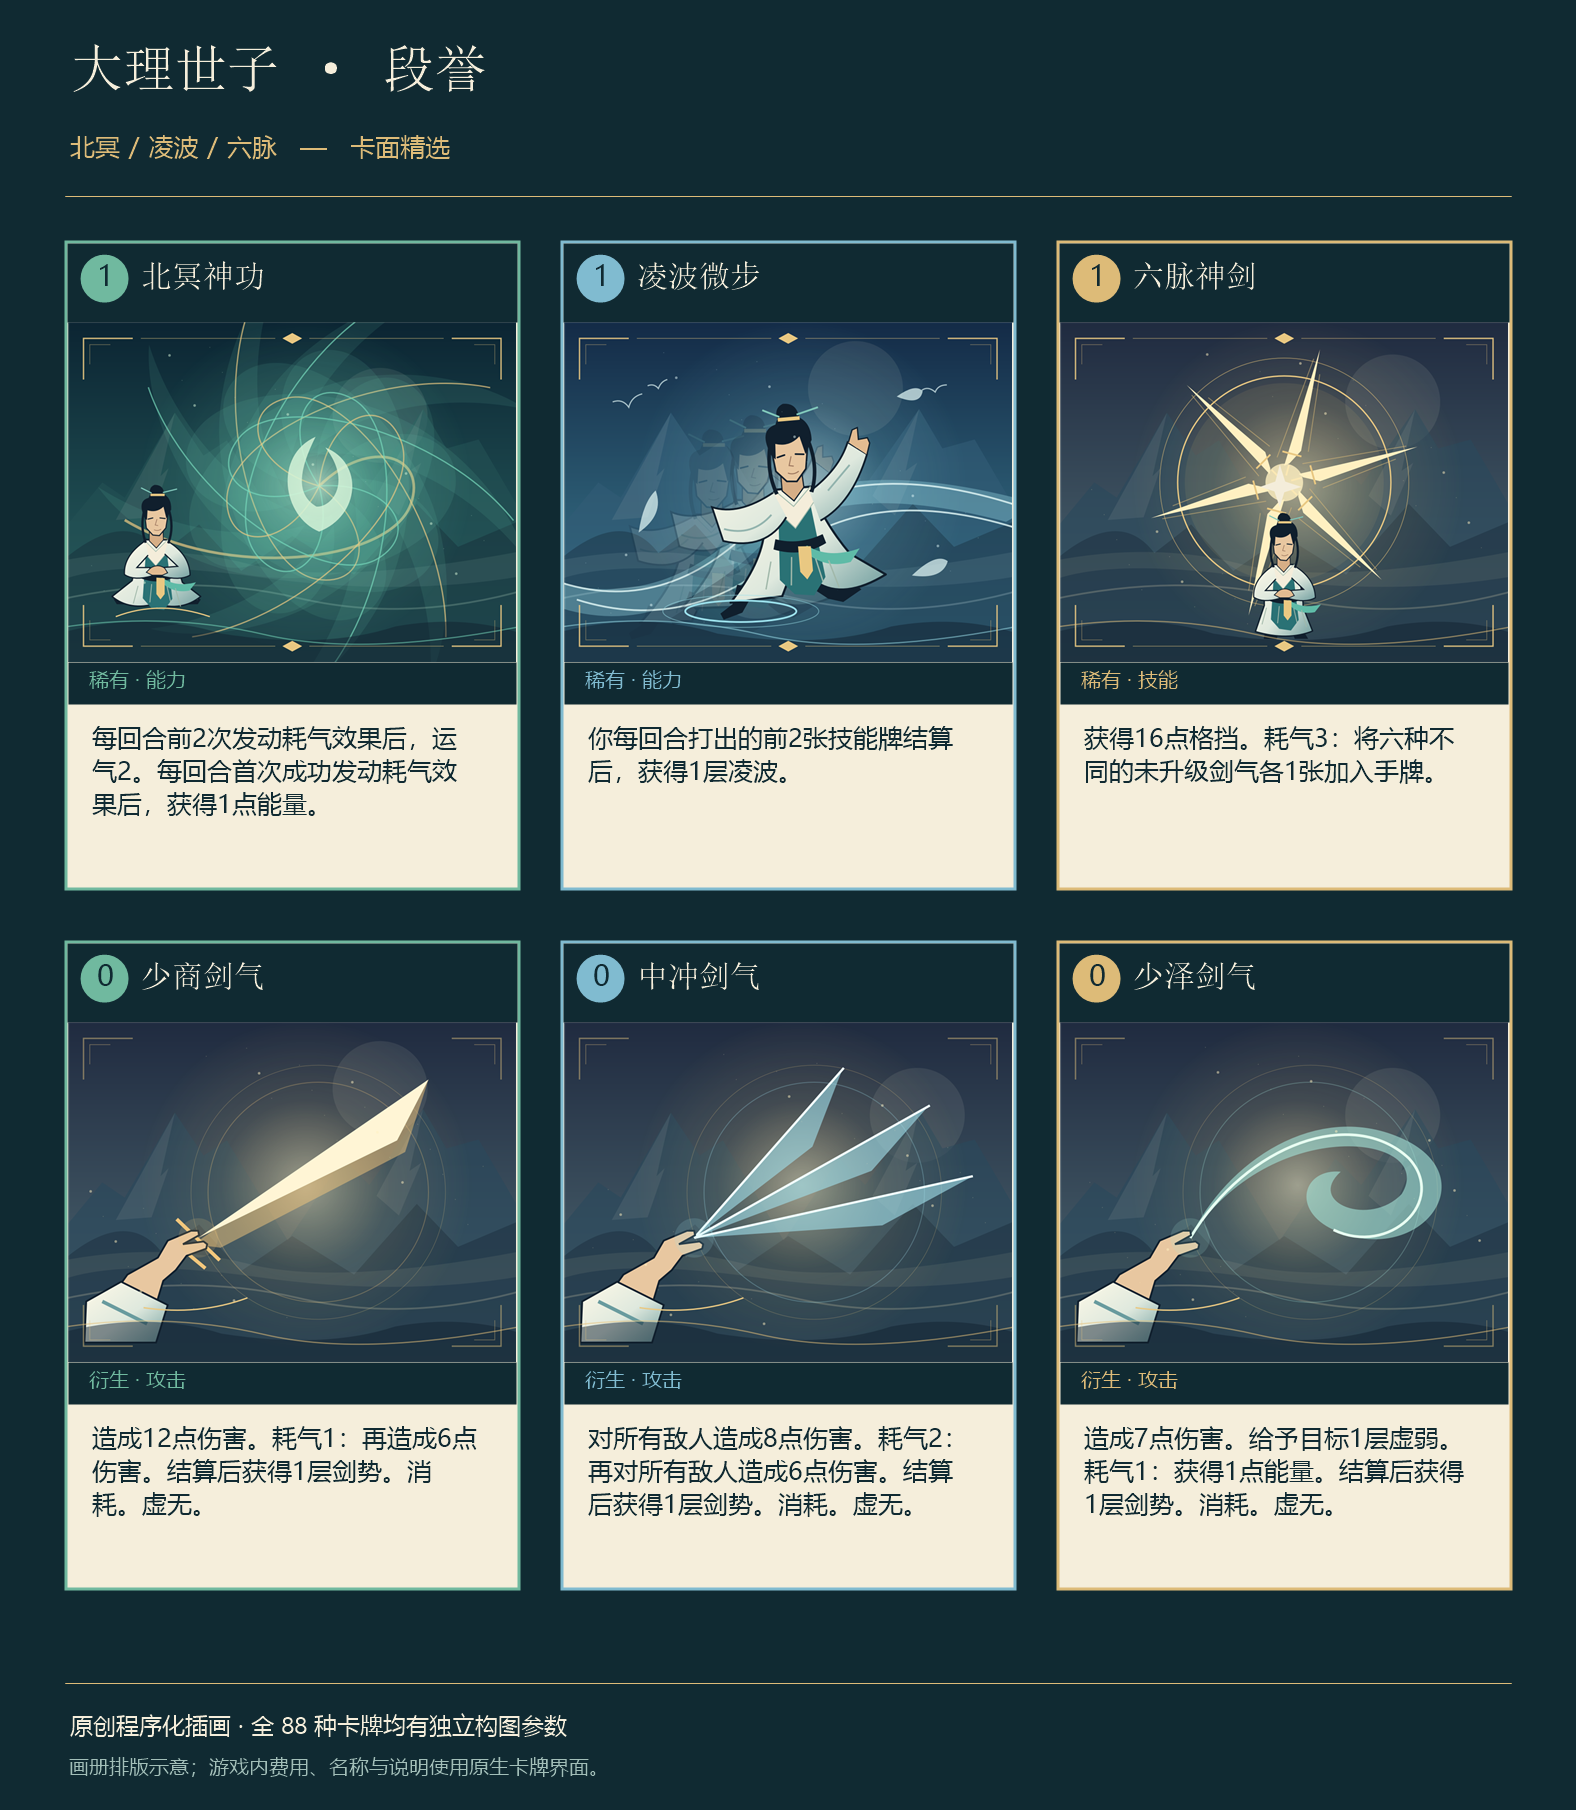 大理世子 · 段誉
北冥 / 凌波 / 六脉 — 卡面精选
1 北冥神功
稀有 · 能力
每回合前2次发动耗气效果后，运
气2。每回合首次成功发动耗气效
果后，获得1点能量。
1 凌波微步
稀有 · 能力
你每回合打出的前2张技能牌结算
后，获得1层凌波。
1 六脉神剑
稀有 · 技能
获得16点格挡。耗气3：将六种不
同的未升级剑气各1张加入手牌。
0 少商剑气
衍生 · 攻击
造成12点伤害。耗气1：再造成6点
伤害。结算后获得1层剑势。消
耗。虚无。
0 中冲剑气
衍生 · 攻击
对所有敌人造成8点伤害。耗气2：
再对所有敌人造成6点伤害。结算
后获得1层剑势。消耗。虚无。
0 少泽剑气
衍生 · 攻击
造成7点伤害。给予目标1层虚弱。
耗气1：获得1点能量。结算后获得
1层剑势。消耗。虚无。
原创程序化插画 · 全 88 种卡牌均有独立构图参数
画册排版示意；游戏内费用、名称与说明使用原生卡牌界面。